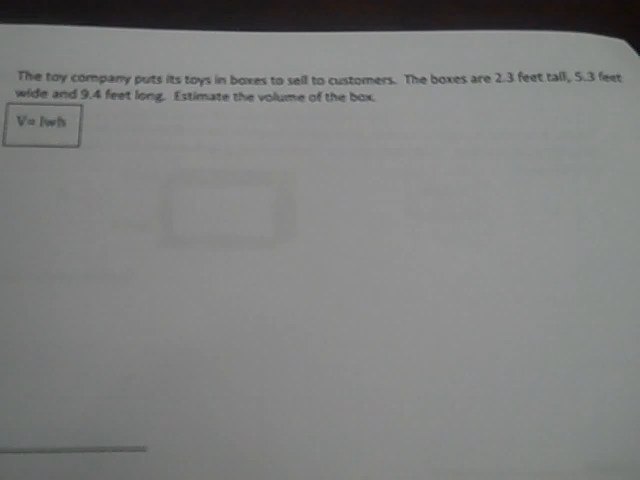 The toy company puts its toys in boxes to sell to customers. The boxes are 2.3 feet tall, 5.3 feet
wide and 9.4 feet long. Estimate the volume of the box.
V= lwh